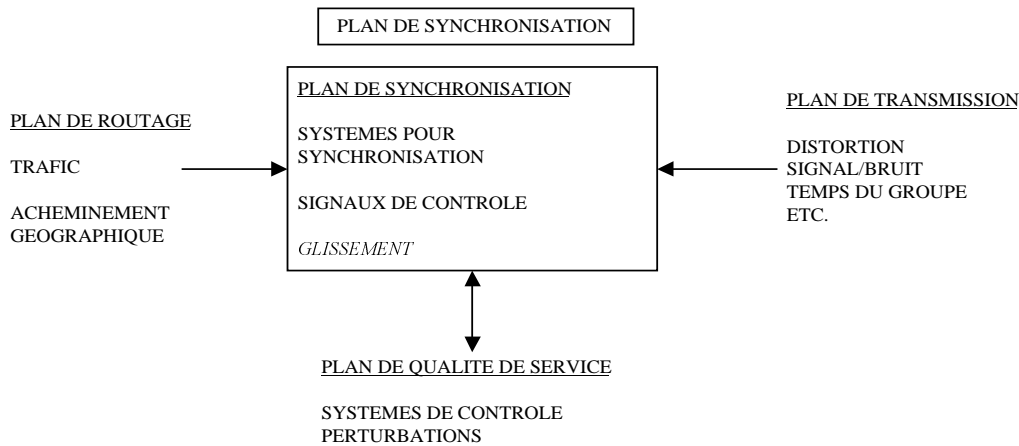 PLAN DE SYNCHRONISATION
PLAN DE ROUTAGE
TRAFIC
ACHEMINEMENT
GEOGRAPHIQUE
PLAN DE SYNCHRONISATION
SYSTEMES POUR
SYNCHRONISATION
SIGNAUX DE CONTROLE
GLISSEMENT
PLAN DE TRANSMISSION
DISTORTION
SIGNAL/BRUIT
TEMPS DU GROUPE
ETC.
PLAN DE QUALITE DE SERVICE
SYSTEMES DE CONTROLE
PERTURBATIONS